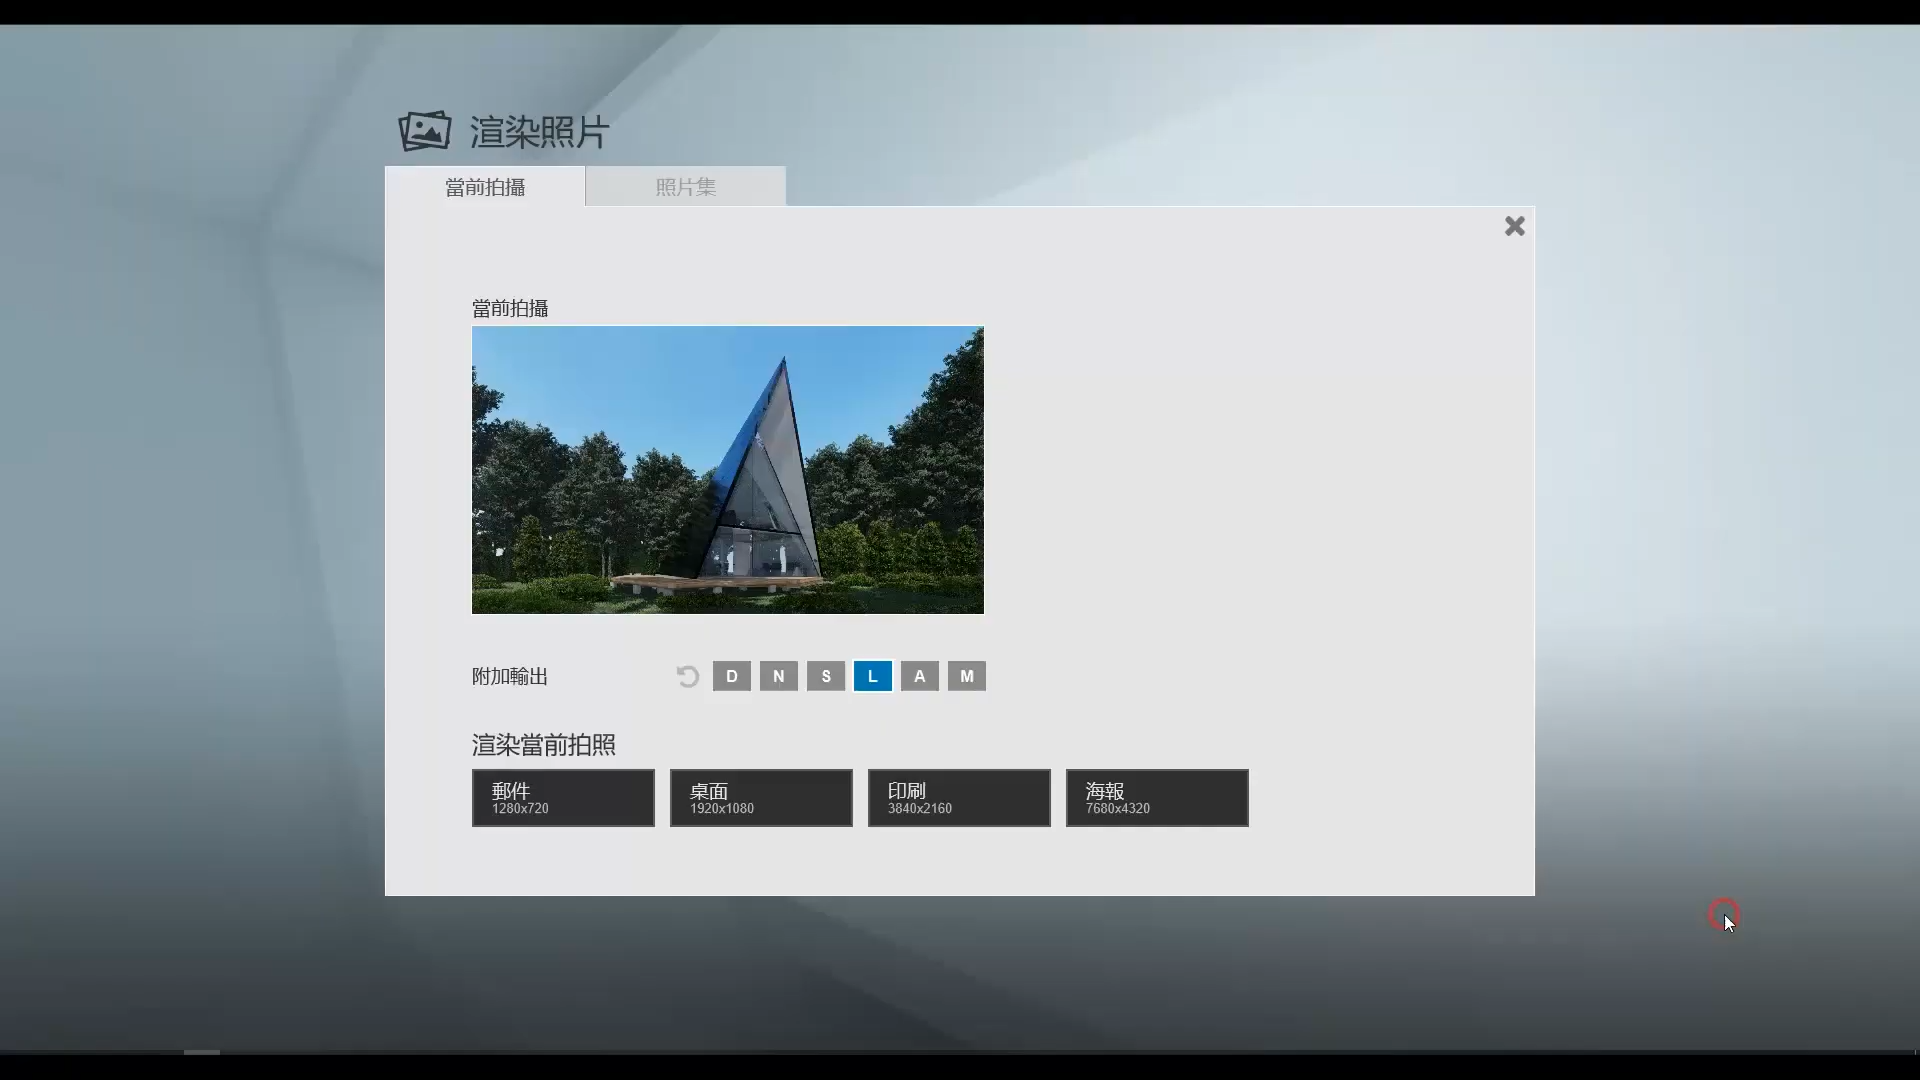 渲染照片
當前拍攝
照片集
當前拍攝
附加輸出
D N S L A M
渲染當前拍照
郵件
1280x720
桌面
1920x1080
印刷
3840x2160
海報
7680x4320